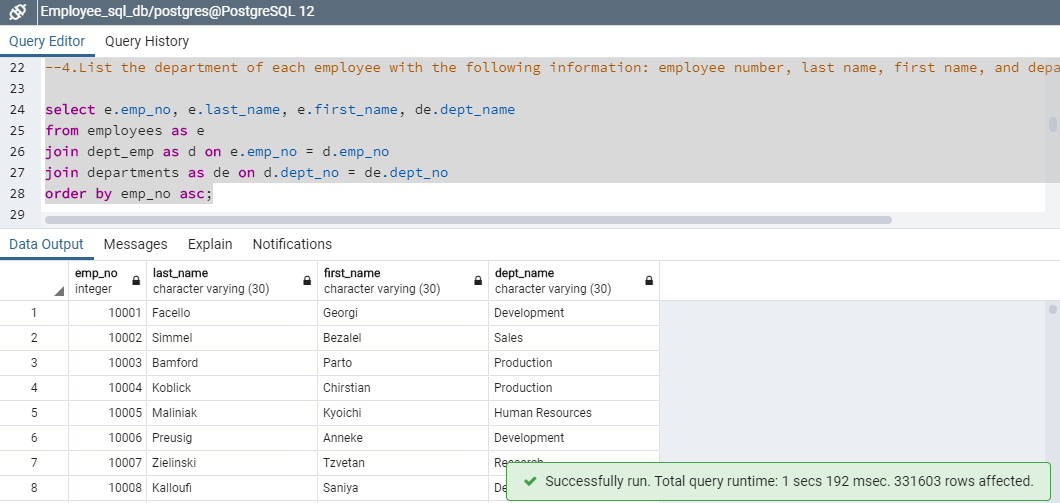 Employee_sql_db/postgres@PostgreSQL 12
Query Editor Query History
22 --4.List the department of each employee with the following information: employee number, last name, first name, and depa
23
24 select e.emp_no, e.last_name, e.first_name, de.dept_name
25 from employees as e
26 join dept_emp as d on e.emp_no = d.emp_no
27 join departments as de on d.dept_no = de.dept_no
28 order by emp_no asc;
29
Data Output Messages Explain Notifications
emp_no last_name first_name dept_name
integer character varying (30) character varying (30) character varying (30)
1 10001 Facello Georgi Development
2 10002 Simmel Bezalel Sales
3 10003 Bamford Parto Production
4 10004 Koblick Chirstian Production
5 10005 Maliniak Kyoichi Human Resources
6 10006 Preusig Anneke Development
7 10007 Zielinski Tzvetan Research
8 10008 Kalloufi Saniya De
Successfully run. Total query runtime: 1 secs 192 msec. 331603 rows affected.